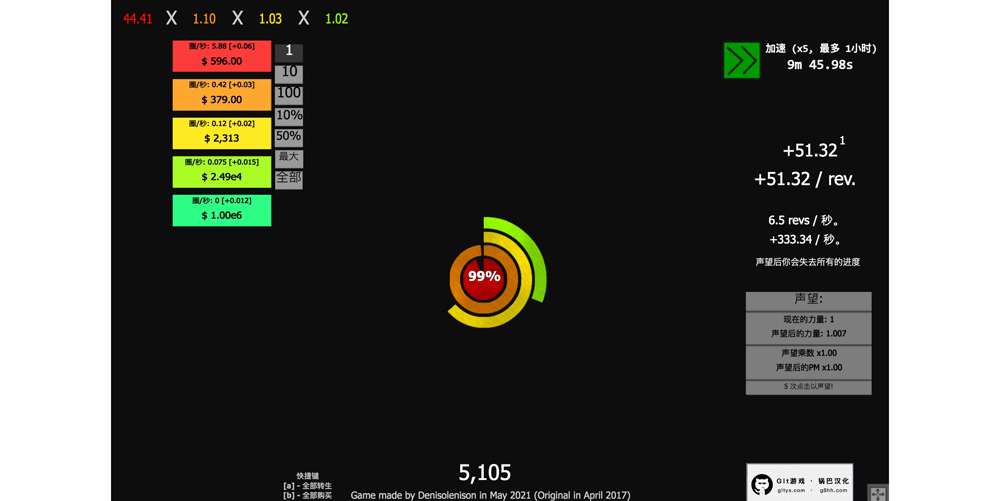 44.41 X 1.10 X 1.03 X 1.02
圈/秒: 5.88 [+0.06]
$ 596.00
圈/秒: 0.42 [+0.03]
$ 379.00
圈/秒: 0.12 [+0.02]
$ 2,313
圈/秒: 0.075 [+0.015]
$ 2.49e4
圈/秒: 0 [+0.012]
$ 1.00e6
1
10
100
10%
50%
最大
全部
加速 (x5, 最多 1小时)
9m 45.98s
+51.32 1
+51.32 / rev.
6.5 revs / 秒。
+333.34 / 秒。
声望后你会失去所有的进度
声望:
现在的力量: 1
声望后的力量: 1.007
声望乘数 x1.00
声望后的PM x1.00
5 次点击以声望!
99%
5,105
快捷键
[a] - 全部转生
[b] - 全部购买
Game made by Denisolenison in May 2021 (Original in April 2017)
Git游戏 · 锅巴汉化
gityx.com · g8hh.com